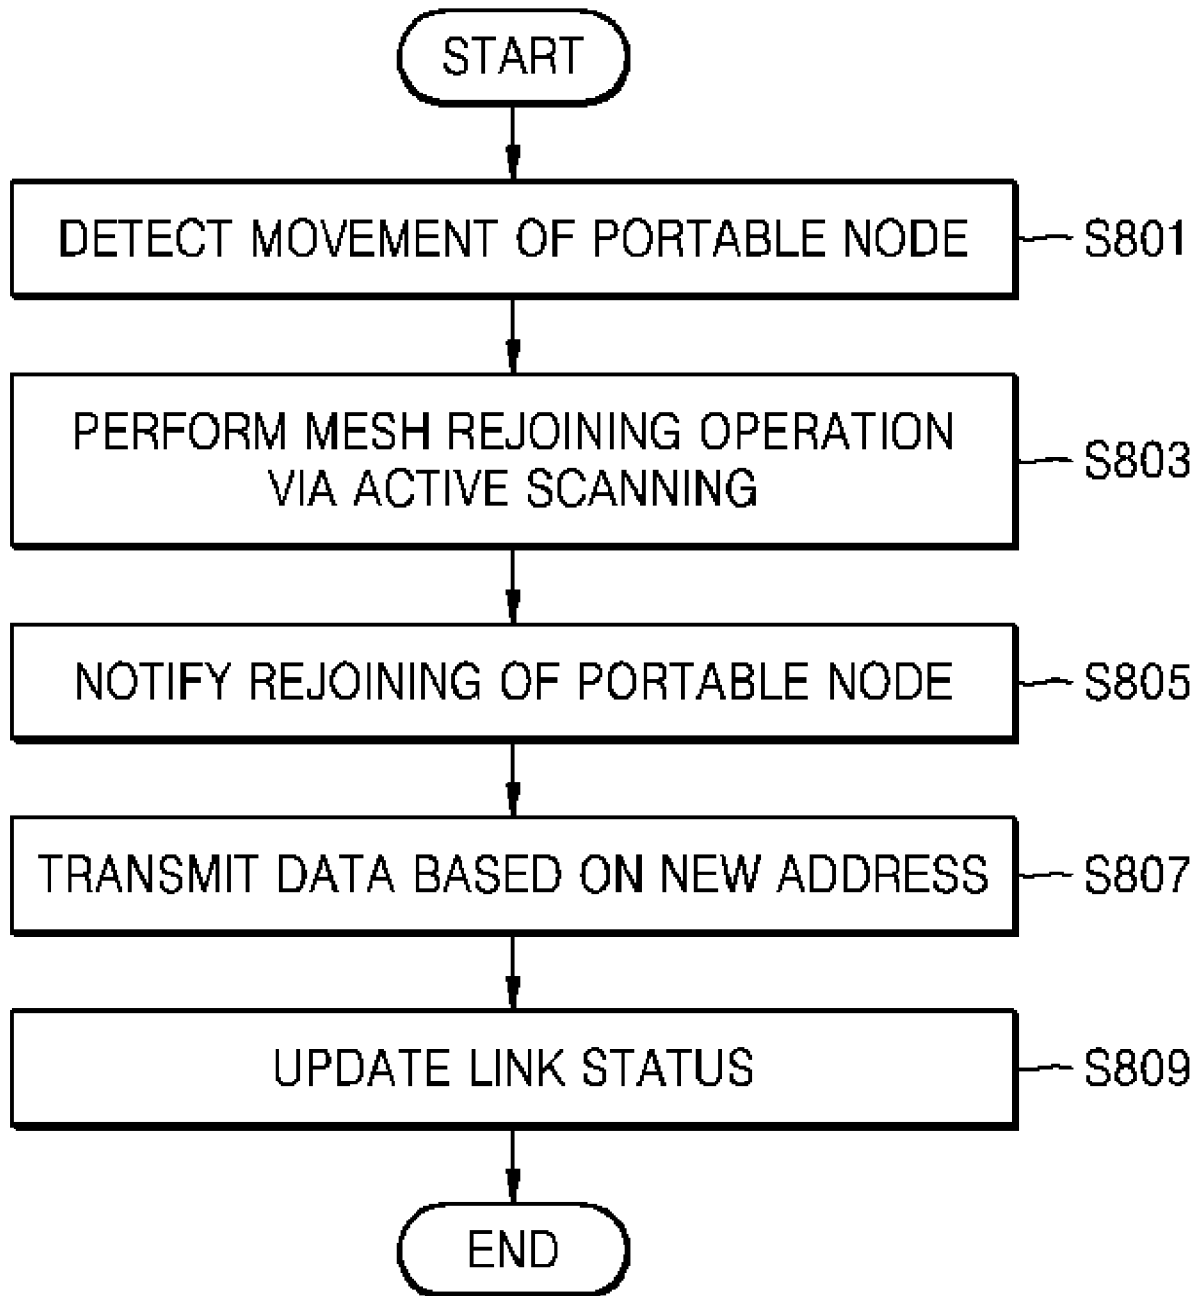 START
DETECT MOVEMENT OF PORTABLE NODE
S801
PERFORM MESH REJOINING OPERATION
VIA ACTIVE SCANNING
S803
NOTIFY REJOINING OF PORTABLE NODE
S805
TRANSMIT DATA BASED ON NEW ADDRESS
S807
UPDATE LINK STATUS
S809
END